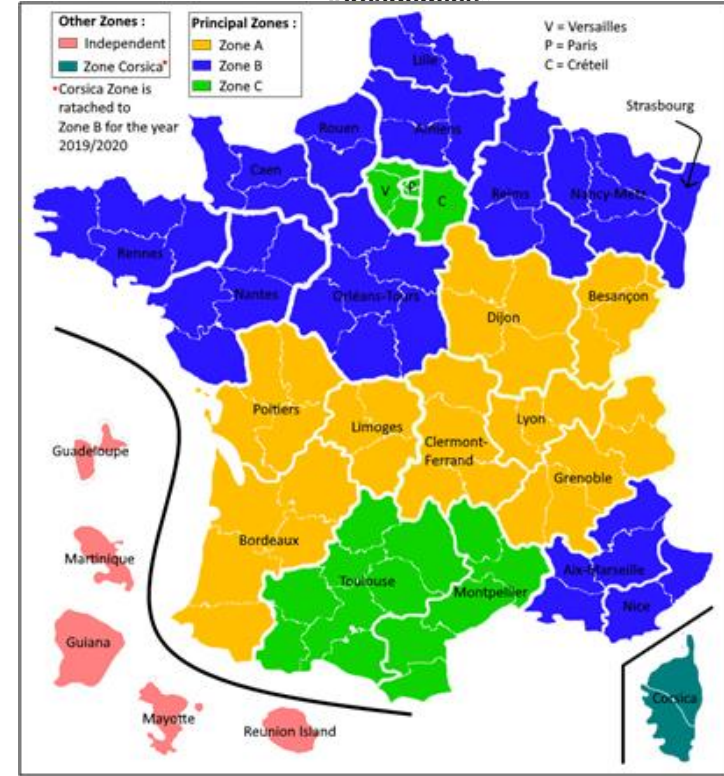 Other Zones :
Independent
Zone Corsica*
*Corsica Zone is
ratached to
Zone B for the year
2019/2020
Principal Zones :
Zone A
Zone B
Zone C
V = Versailles
P = Paris
C = Créteil
Strasbourg
Lille
Rouen
Amiens
Caen
V
P
C
Reims
Nancy-Metz
Rennes
Nantes
Orléans-Tours
Besançon
Dijon
Poitiers
Limoges
Clermont-
Ferrand
Lyon
Grenoble
Bordeaux
Toulouse
Montpellier
Aix-Marseille
Nice
Guadeloupe
Martinique
Guiana
Mayotte
Reunion Island
Corsica